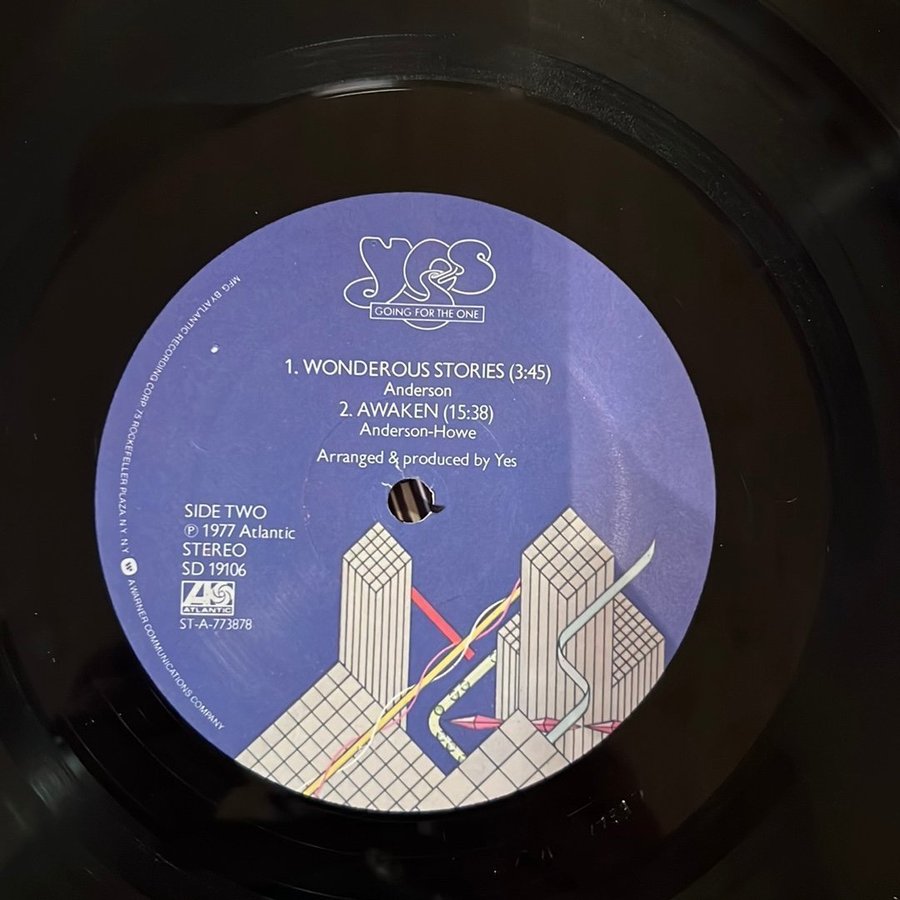 yes
GOING FOR THE ONE
1. WONDEROUS STORIES (3:45)
Anderson
2. AWAKEN (15:38)
Anderson-Howe
Arranged & produced by Yes
SIDE TWO
Ⓟ 1977 Atlantic
STEREO
SD 19106
ATLANTIC
ST-A-773878
MFG. BY ATLANTIC RECORDING CORP. 75 ROCKEFELLER PLAZA, N.Y. N.Y. W A WARNER COMMUNICATIONS COMPANY